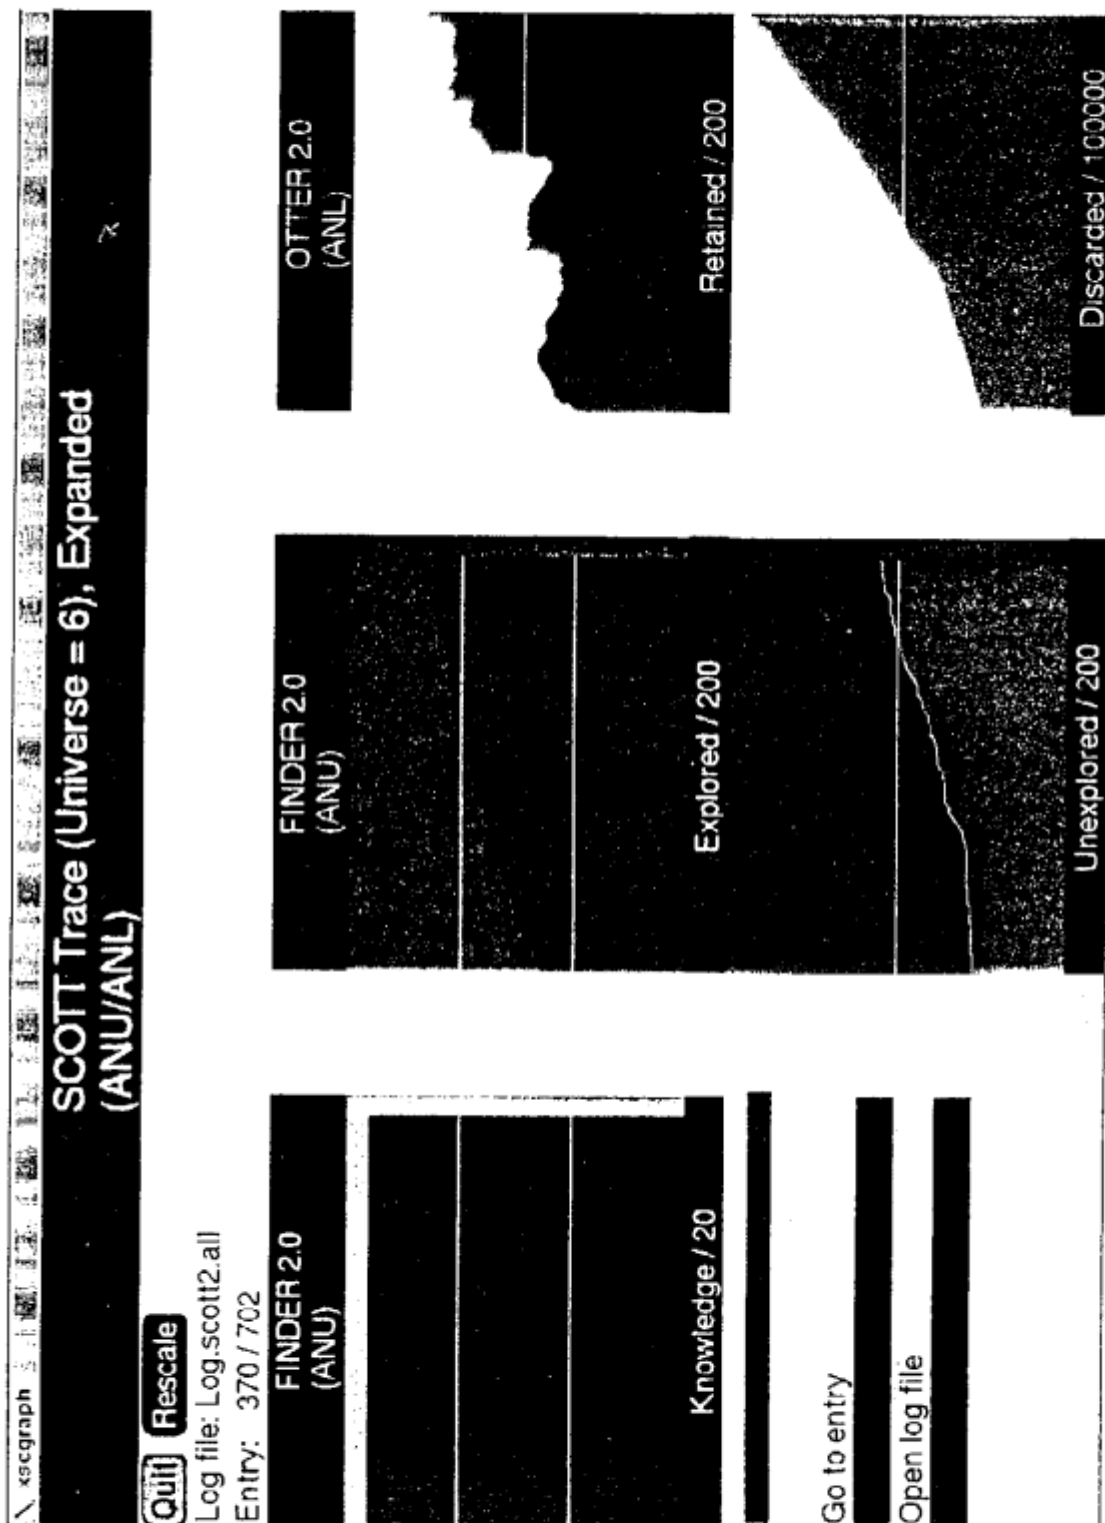 xscgraph
SCOTT Trace (Universe = 6), Expanded
(ANU/ANL)
Quit Rescale
Log file: Log.scott2.all
Entry: 370 / 702
FINDER 2.0
(ANU)
Knowledge / 20
Go to entry
Open log file
FINDER 2.0
(ANU)
Explored / 200
Unexplored / 200
OTTER 2.0
(ANL)
Retained / 200
Discarded / 100000